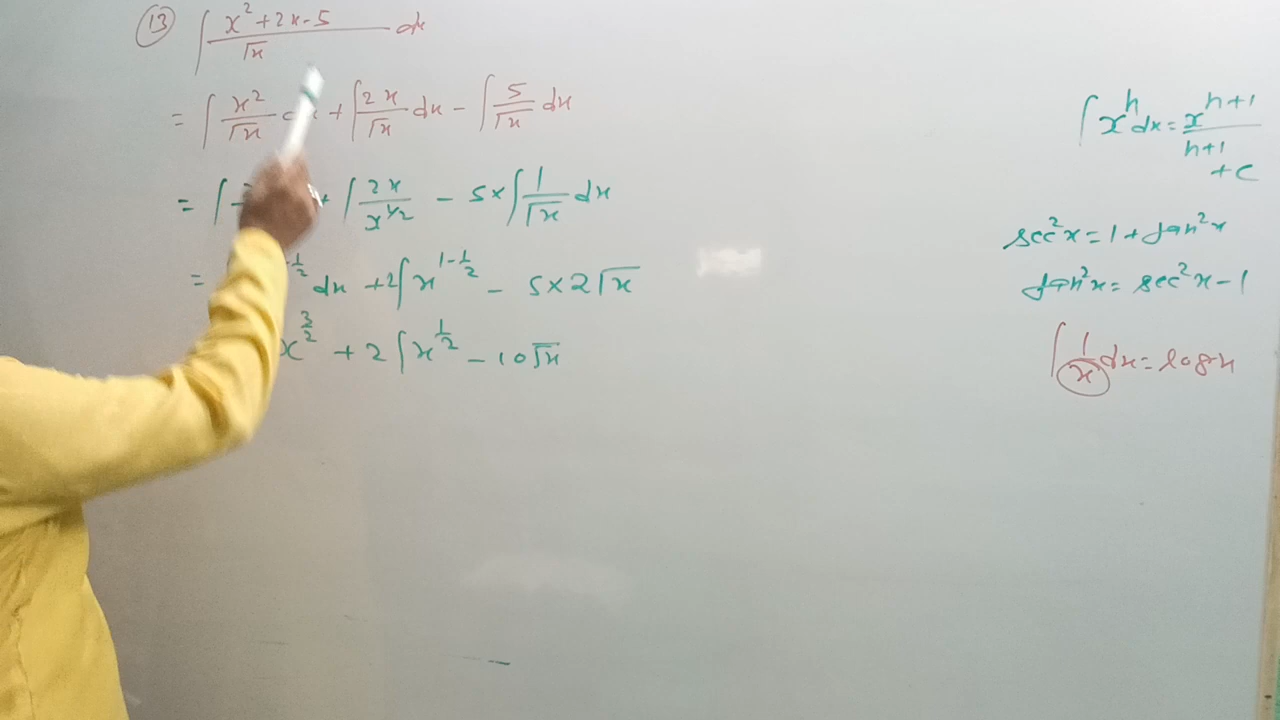 13 ∫ x² + 2x - 5 / √x dx
= ∫ x² / √x dx + ∫ 2x / √x dx - ∫ 5 / √x dx
= ∫ + ∫ 2x / x^1/2 - 5 × ∫ 1 / √x dx
= -1/2 dx + 2∫ x^1-1/2 - 5 × 2√x
x^3/2 + 2 ∫ x^1/2 - 10√x
∫ x^n dx = x^n+1 / n+1 + c
sec²x = 1 + tan²x
tan²x = sec²x - 1
∫ 1/x dx = log x